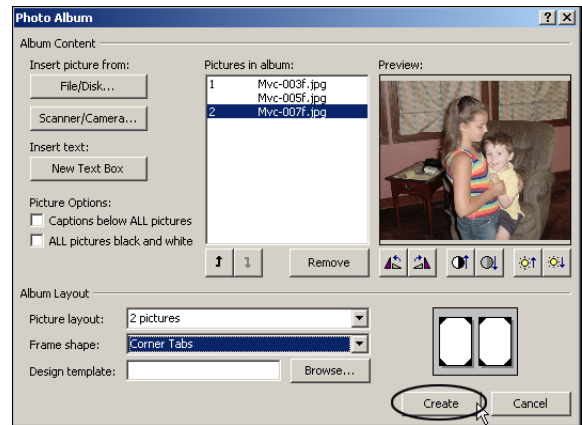 Photo Album
Album Content
Insert picture from:
File/Disk...
Scanner/Camera...
Insert text:
New Text Box
Picture Options:
Captions below ALL pictures
ALL pictures black and white
Pictures in album:
1 Mvc-003f.jpg
Mvc-005f.jpg
2 Mvc-007f.jpg
Remove
Preview:
Album Layout
Picture layout: 2 pictures
Frame shape: Corner Tabs
Design template:
Browse...
Create
Cancel